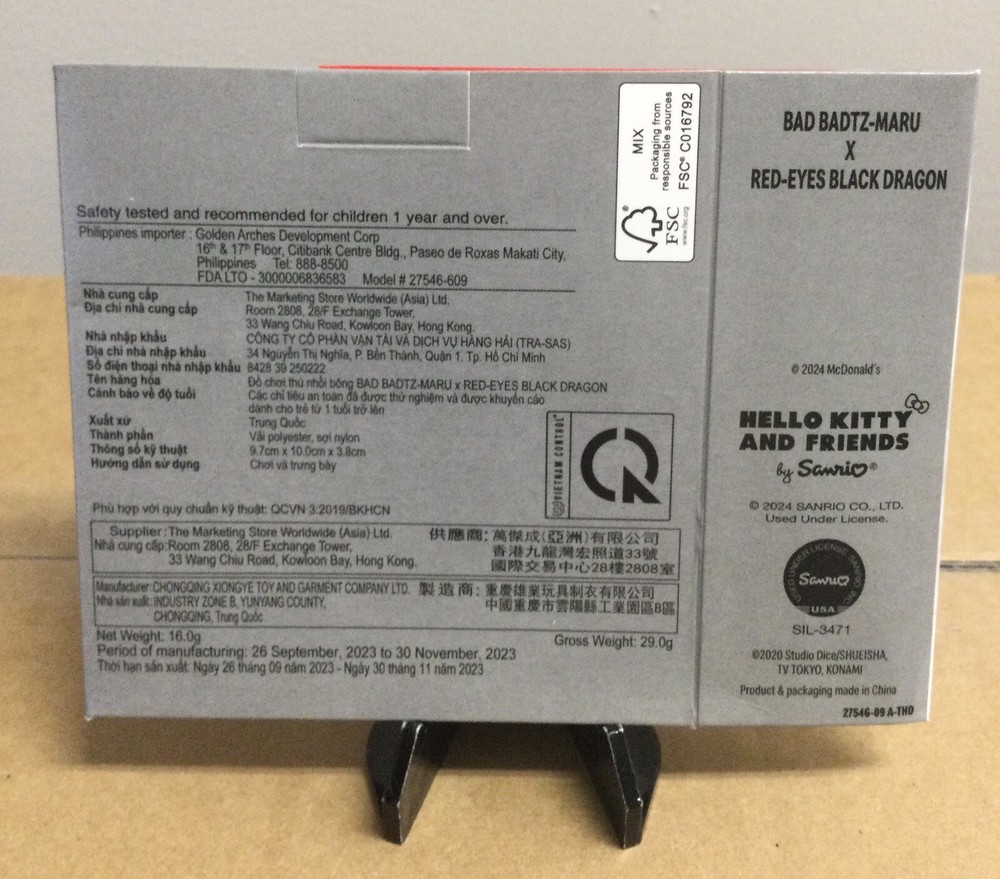 Safety tested and recommended for children 1 year and over.
Philippines importer : Golden Arches Development Corp
16th & 17th Floor, Citibank Centre Bldg., Paseo de Roxas Makati City.
Philippines Tel: 888-8500
FDA LTO - 3000006836583 Model # 27546-609
Nhà cung cấp The Marketing Store Worldwide (Asia) Ltd.
Địa chỉ nhà cung cấp Room 2808, 28/F Exchange Tower,
33 Wang Chiu Road, Kowloon Bay, Hong Kong.
Nhà nhập khẩu CÔNG TY CỔ PHẦN VẬN TẢI VÀ DỊCH VỤ HÀNG HẢI (TRA-SAS)
Địa chỉ nhà nhập khẩu 34 Nguyễn Thị Nghĩa, P. Bến Thành, Quận 1. Tp. Hồ Chí Minh
Số điện thoại nhà nhập khẩu 8428 39 250222
Tên hàng hóa Đồ chơi thú nhồi bông BAD BADTZ-MARU x RED-EYES BLACK DRAGON
Cảnh báo về độ tuổi Các chỉ tiêu an toàn đã được thử nghiệm và được khuyến cáo
dành cho trẻ từ 1 tuổi trở lên
Xuất xứ Trung Quốc
Thành phần Vải polyester, sợi nylon
Thông số kỹ thuật 9.7cm x 10.0cm x 3.8cm
Hướng dẫn sử dụng Chơi và trưng bày
Phù hợp với quy chuẩn kỹ thuật: QCVN 3:2019/BKHCN
VIETNAM CONTROL
CR
Supplier : The Marketing Store Worldwide (Asia) Ltd.
Nhà cung cấp: Room 2808, 28/F Exchange Tower,
33 Wang Chiu Road, Kowloon Bay, Hong Kong.
供應商: 萬傑成(亞洲)有限公司
香港九龍灣宏照道33號
國際交易中心28樓2808室
Manufacturer: CHONGQING XIONGYE TOY AND GARMENT COMPANY LTD.
Nhà sản xuất: INDUSTRY ZONE B, YUNYANG COUNTY,
CHONGQING, Trung Quốc
製造商: 重慶雄業玩具制衣有限公司
中國重慶市雲陽縣工業園區B區
Net Weight: 16.0g Gross Weight: 29.0g
Period of manufacturing: 26 September, 2023 to 30 November, 2023
Thời hạn sản xuất: Ngày 26 tháng 09 năm 2023 - Ngày 30 tháng 11 năm 2023
MIX
Packaging from
responsible sources
FSC® C016792
FSC
www.fsc.org
BAD BADTZ-MARU
X
RED-EYES BLACK DRAGON
© 2024 McDonald's
HELLO KITTY
AND FRIENDS
by Sanrio®
© 2024 SANRIO CO., LTD.
Used Under License.
USED UNDER LICENSE SANRIO, INC.
Sanrio
USA
SIL-3471
©2020 Studio Dice/SHUEISHA,
TV TOKYO, KONAMI
Product & packaging made in China
27546-09 A-THD